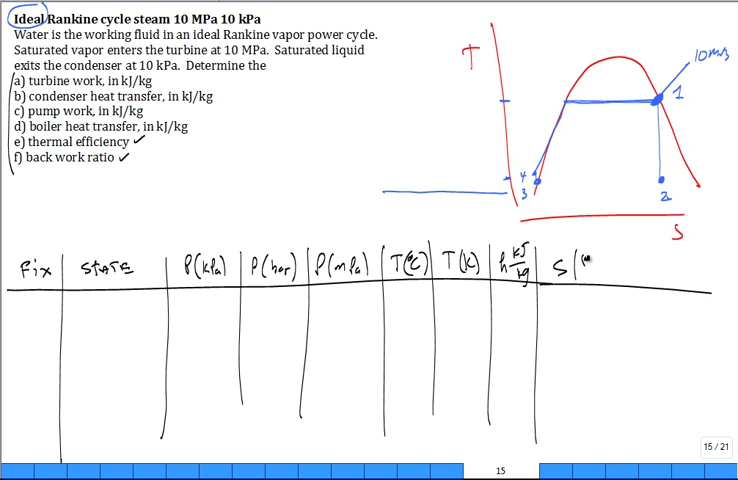 Ideal Rankine cycle steam 10 MPa 10 kPa
Water is the working fluid in an ideal Rankine vapor power cycle.
Saturated vapor enters the turbine at 10 MPa. Saturated liquid
exits the condenser at 10 kPa. Determine the
a) turbine work, in kJ/kg
b) condenser heat transfer, in kJ/kg
c) pump work, in kJ/kg
d) boiler heat transfer, in kJ/kg
e) thermal efficiency ✓
f) back work ratio ✓
T
10 MPa
1
4
3
2
S
Fix STATE P(kPa) P(bar) P(mPa) T(°C) T(K) h kJ/kg S
15 / 21
15